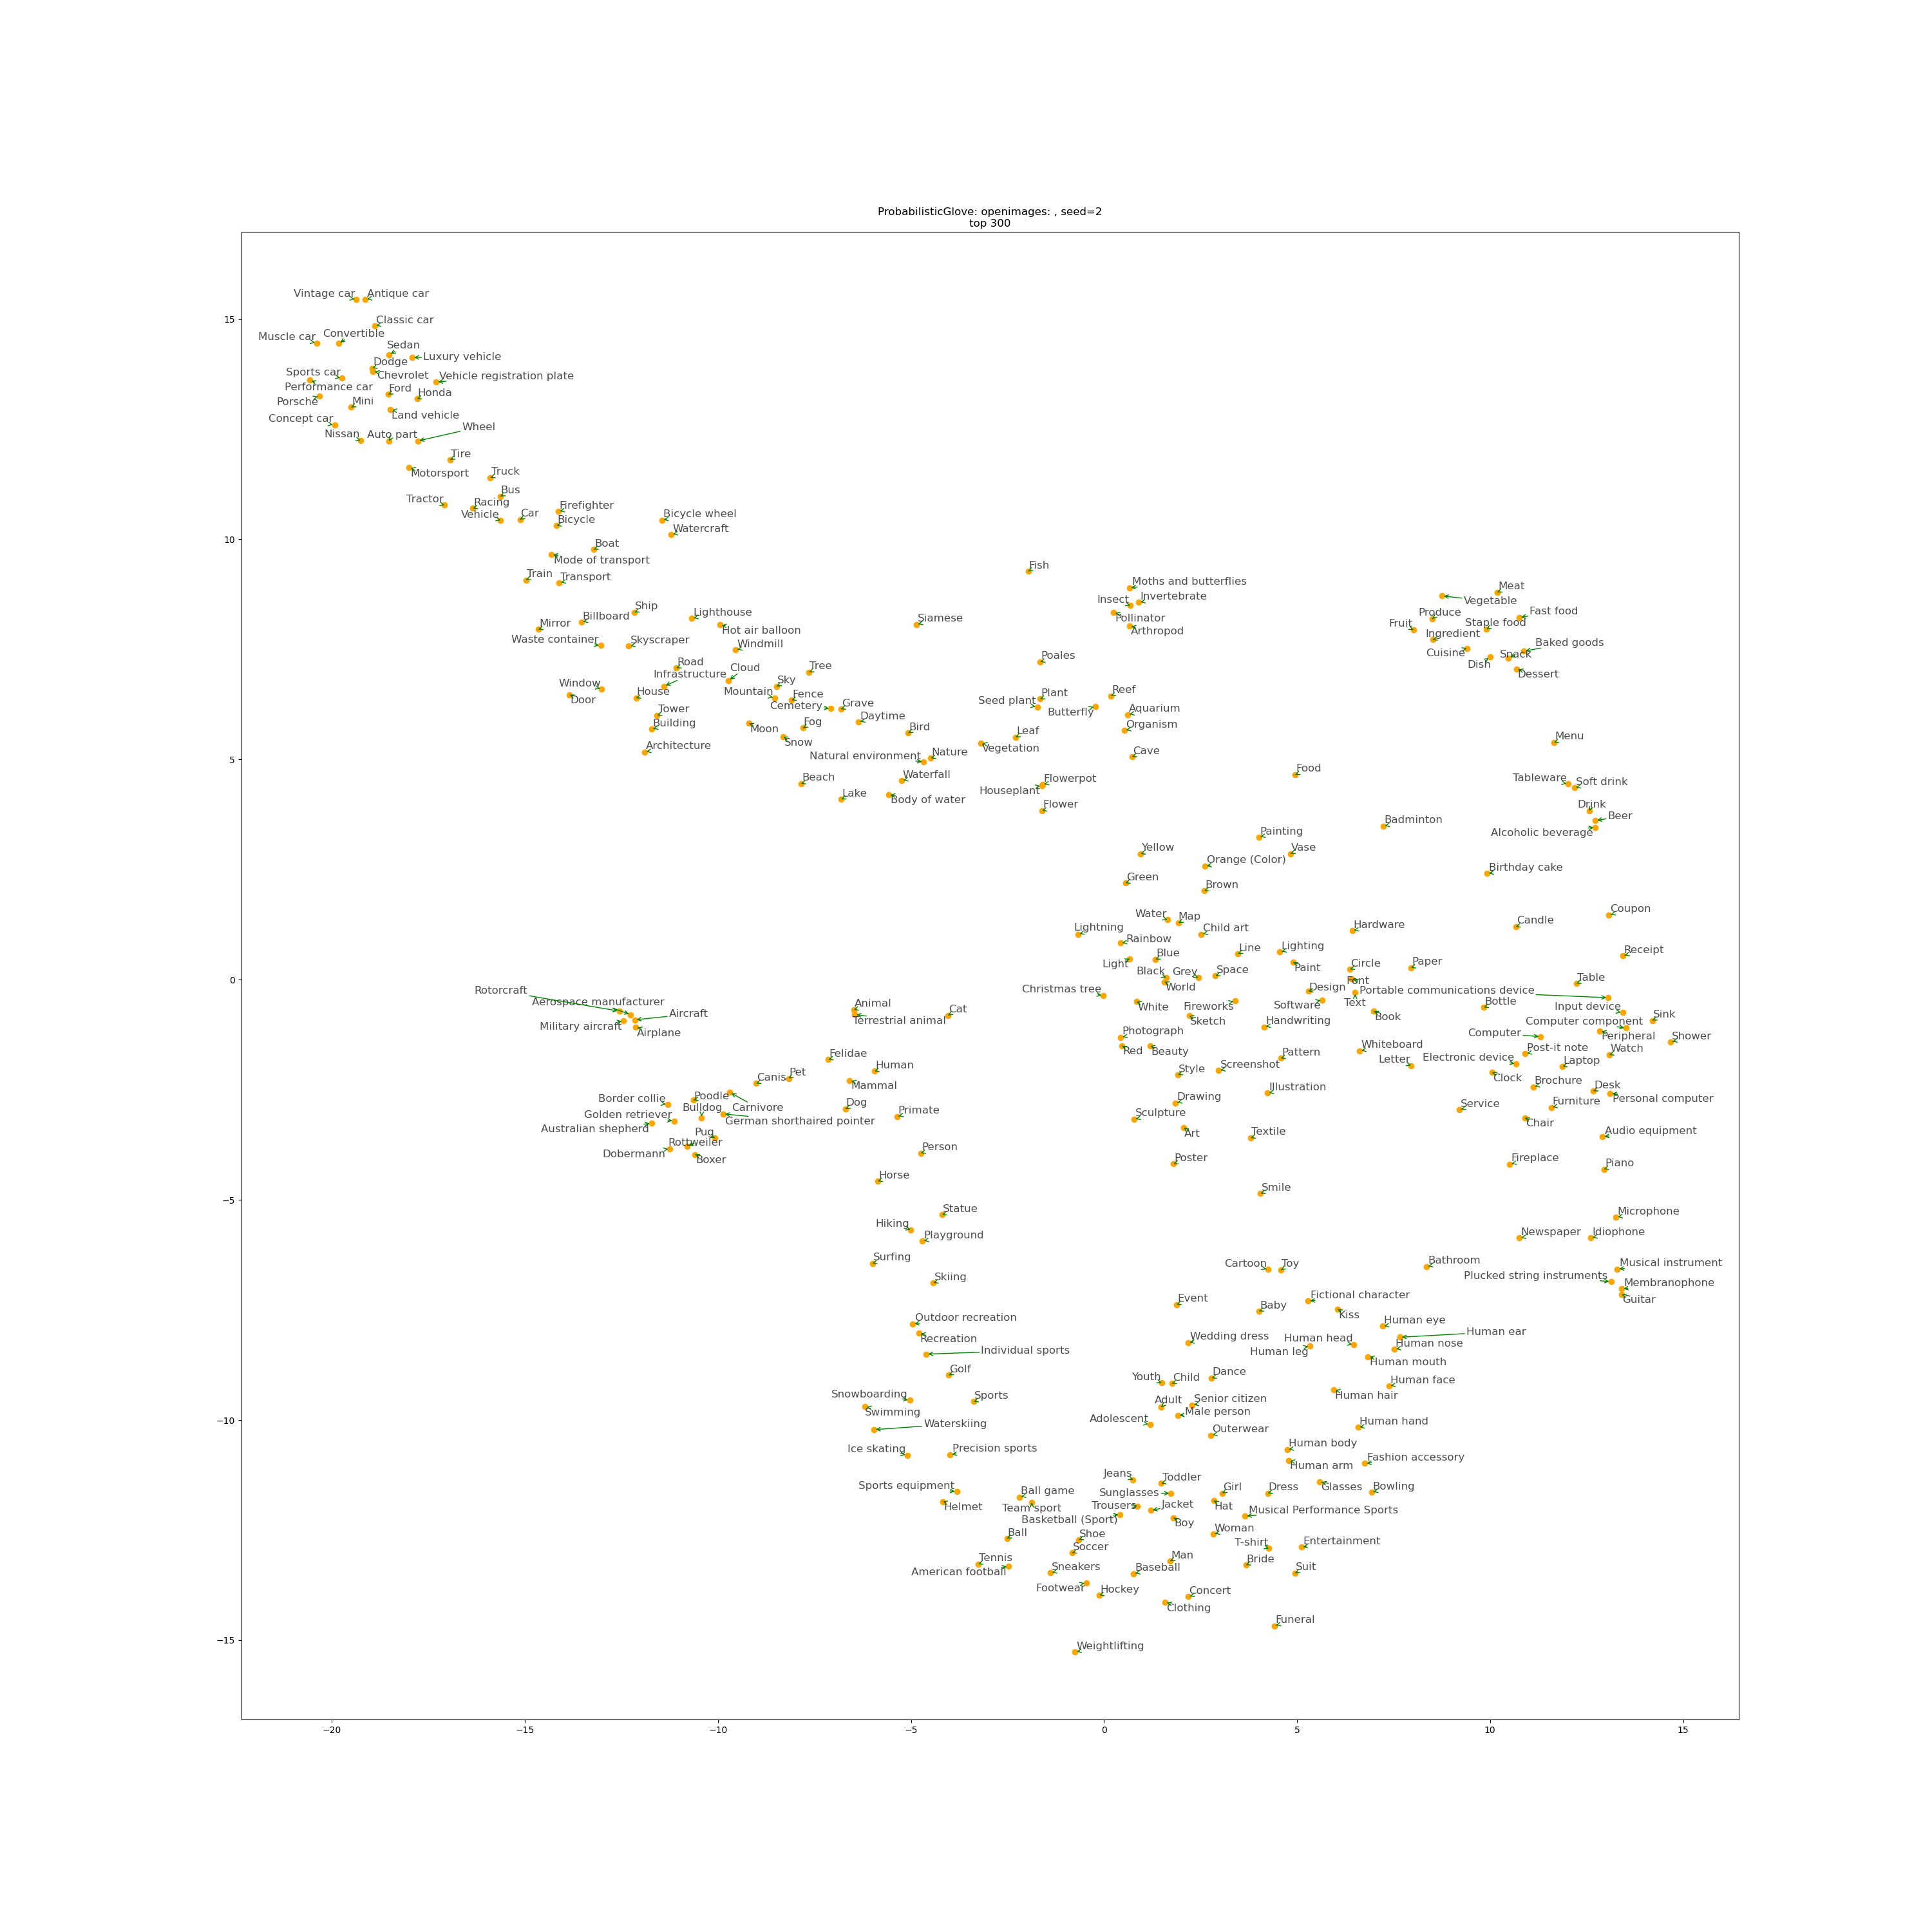 ProbabilisticGlove: openimages: , seed=2
top 300
Vintage car
Antique car
Classic car
Muscle car
Convertible
Sedan
Luxury vehicle
Dodge
Sports car
Chevrolet
Vehicle registration plate
Performance car
Ford
Honda
Porsche
Mini
Land vehicle
Concept car
Nissan
Auto part
Wheel
Tire
Motorsport
Truck
Bus
Tractor
Racing
Vehicle
Car
Firefighter
Bicycle
Bicycle wheel
Watercraft
Boat
Mode of transport
Train
Transport
Ship
Mirror
Billboard
Lighthouse
Hot air balloon
Waste container
Skyscraper
Windmill
Road
Cloud
Tree
Infrastructure
Sky
Window
Door
House
Mountain
Fence
Cemetery
Grave
Tower
Building
Moon
Fog
Daytime
Snow
Bird
Architecture
Natural environment
Nature
Beach
Waterfall
Lake
Body of water
Fish
Siamese
Moths and butterflies
Insect
Invertebrate
Pollinator
Arthropod
Poales
Plant
Seed plant
Reef
Butterfly
Aquarium
Organism
Leaf
Vegetation
Cave
Flowerpot
Houseplant
Flower
Meat
Vegetable
Produce
Fast food
Fruit
Staple food
Ingredient
Baked goods
Cuisine
Snack
Dish
Dessert
Menu
Food
Tableware
Soft drink
Drink
Beer
Alcoholic beverage
Badminton
Painting
Vase
Yellow
Orange (Color)
Birthday cake
Green
Brown
Water
Map
Coupon
Candle
Lightning
Rainbow
Child art
Hardware
Line
Lighting
Receipt
Light
Blue
Circle
Paper
Black
Grey
Space
Paint
Font
World
Table
Christmas tree
White
Fireworks
Design
Software
Text
Portable communications device
Bottle
Input device
Book
Sketch
Handwriting
Computer component
Sink
Photograph
Computer
Peripheral
Shower
Red
Beauty
Pattern
Whiteboard
Post-it note
Watch
Letter
Electronic device
Laptop
Style
Screenshot
Clock
Brochure
Desk
Illustration
Personal computer
Drawing
Service
Furniture
Sculpture
Art
Textile
Chair
Audio equipment
Poster
Fireplace
Piano
Smile
Rotorcraft
Aerospace manufacturer
Aircraft
Military aircraft
Airplane
Animal
Terrestrial animal
Cat
Felidae
Human
Canis
Pet
Mammal
Border collie
Poodle
Carnivore
Dog
Bulldog
Golden retriever
German shorthaired pointer
Primate
Australian shepherd
Pug
Rottweiler
Dobermann
Boxer
Person
Horse
Statue
Hiking
Playground
Surfing
Skiing
Microphone
Newspaper
Idiophone
Cartoon
Toy
Bathroom
Musical instrument
Plucked string instruments
Membranophone
Guitar
Event
Baby
Fictional character
Kiss
Outdoor recreation
Recreation
Individual sports
Wedding dress
Human eye
Human ear
Human head
Human nose
Human leg
Human mouth
Golf
Youth
Child
Dance
Human face
Human hair
Snowboarding
Swimming
Sports
Adult
Senior citizen
Male person
Adolescent
Waterskiing
Outerwear
Human hand
Ice skating
Precision sports
Human body
Human arm
Fashion accessory
Jeans
Toddler
Sports equipment
Ball game
Sunglasses
Girl
Dress
Glasses
Bowling
Helmet
Team sport
Trousers
Jacket
Hat
Musical Performance Sports
Basketball (Sport)
Boy
Ball
Shoe
Woman
Soccer
T-shirt
Entertainment
Tennis
Man
Bride
American football
Sneakers
Baseball
Suit
Footwear
Hockey
Concert
Clothing
Funeral
Weightlifting
15
10
5
0
−5
−10
−15
−20
−15
−10
−5
0
5
10
15